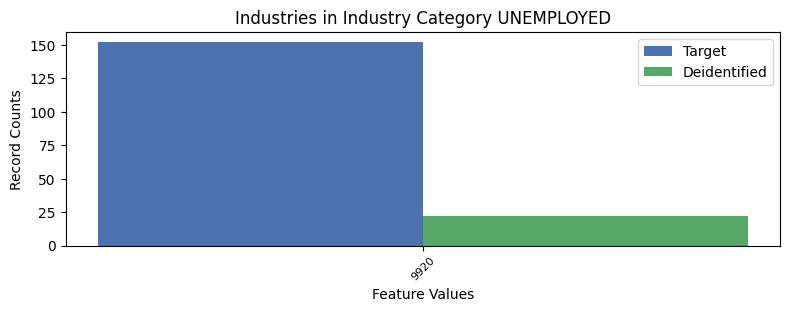 Industries in Industry Category UNEMPLOYED
Target
Deidentified
Record Counts
150
125
100
75
50
25
0
9920
Feature Values